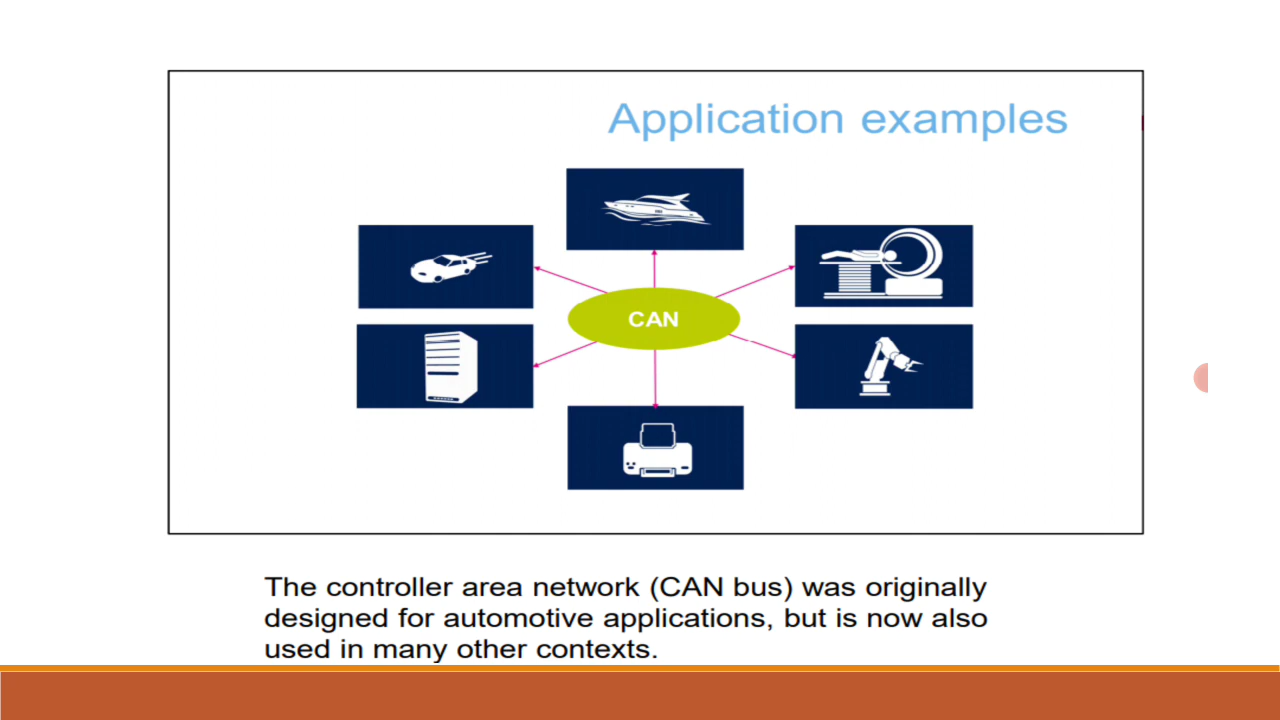 Application examples
CAN
The controller area network (CAN bus) was originally
designed for automotive applications, but is now also
used in many other contexts.